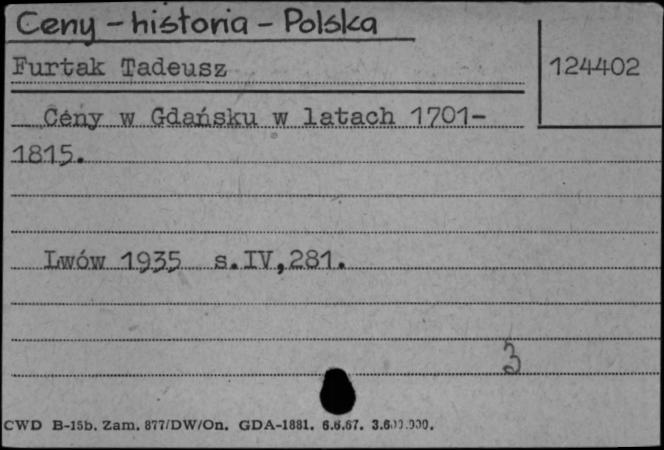 Ceny - historia - Polska
Furtak Tadeusz
124402
Ceny w Gdańsku w latach 1701-
1815.
Lwów 1935 s.IV,281.
3
CWD B-15b. Zam. 877/DW/On. GDA-1881. 6.6.67.